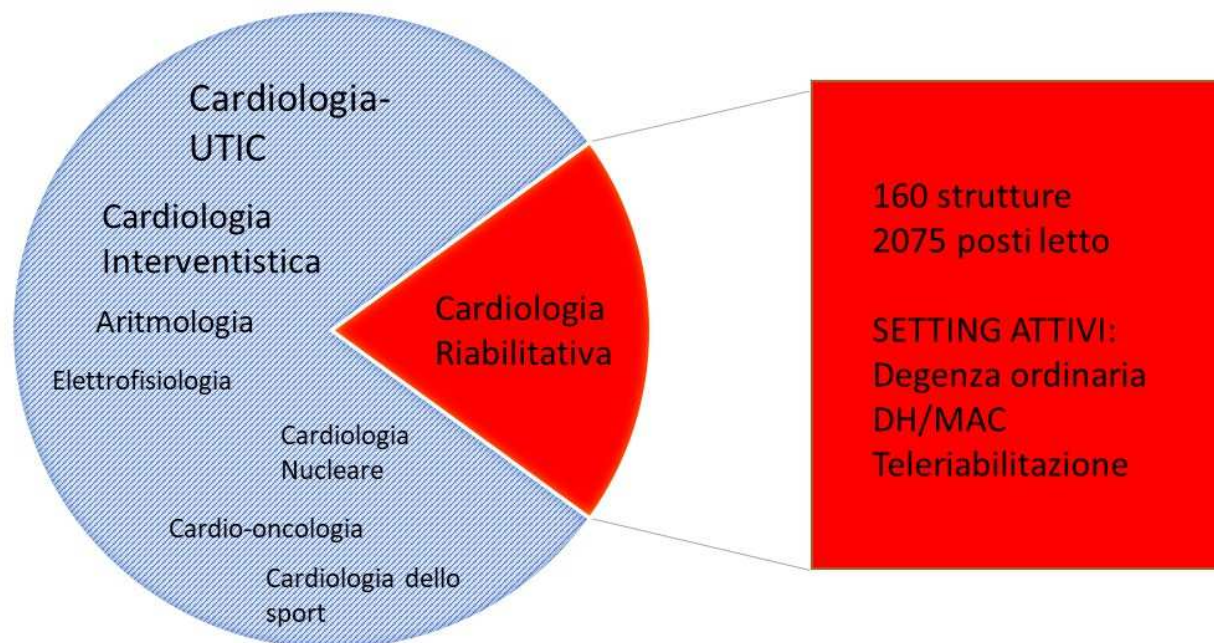 Cardiologia-
UTIC
Cardiologia
Interventistica
Aritmologia
Elettrofisiologia
Cardiologia
Nucleare
Cardio-oncologia
Cardiologia dello
sport
Cardiologia
Riabilitativa
160 strutture
2075 posti letto
SETTING ATTIVI:
Degenza ordinaria
DH/MAC
Teleriabilitazione